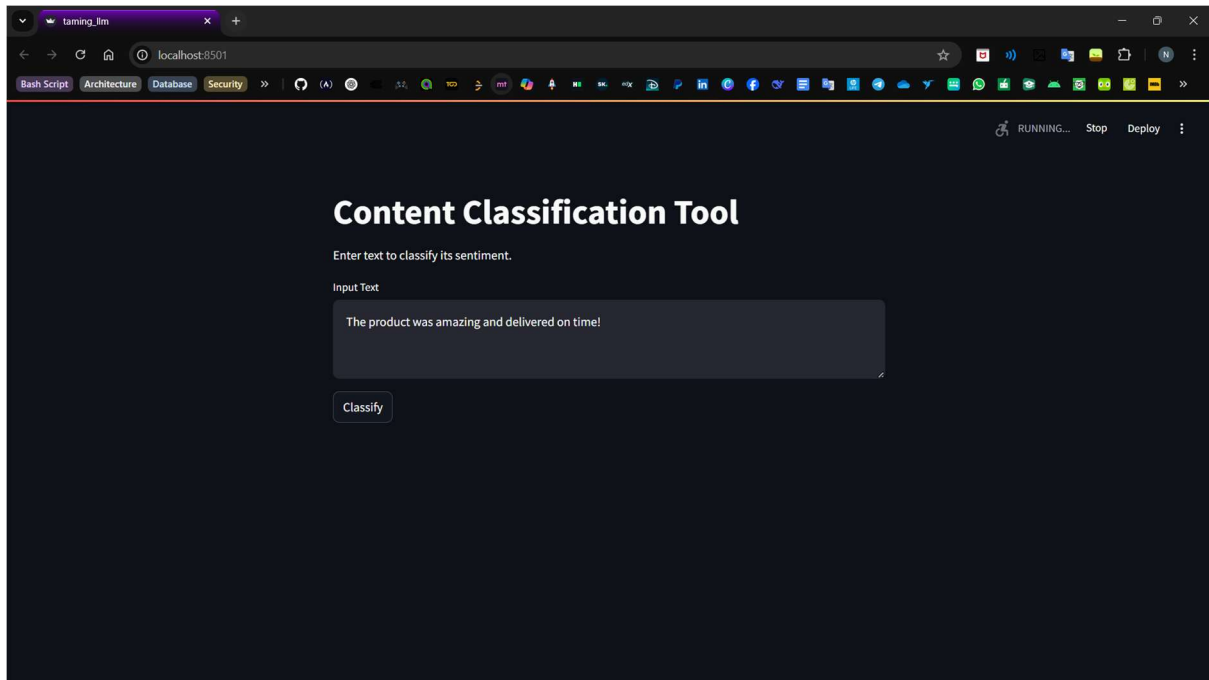 taming_llm
localhost:8501
Bash Script Architecture Database Security
RUNNING... Stop Deploy
Content Classification Tool
Enter text to classify its sentiment.
Input Text
The product was amazing and delivered on time!
Classify